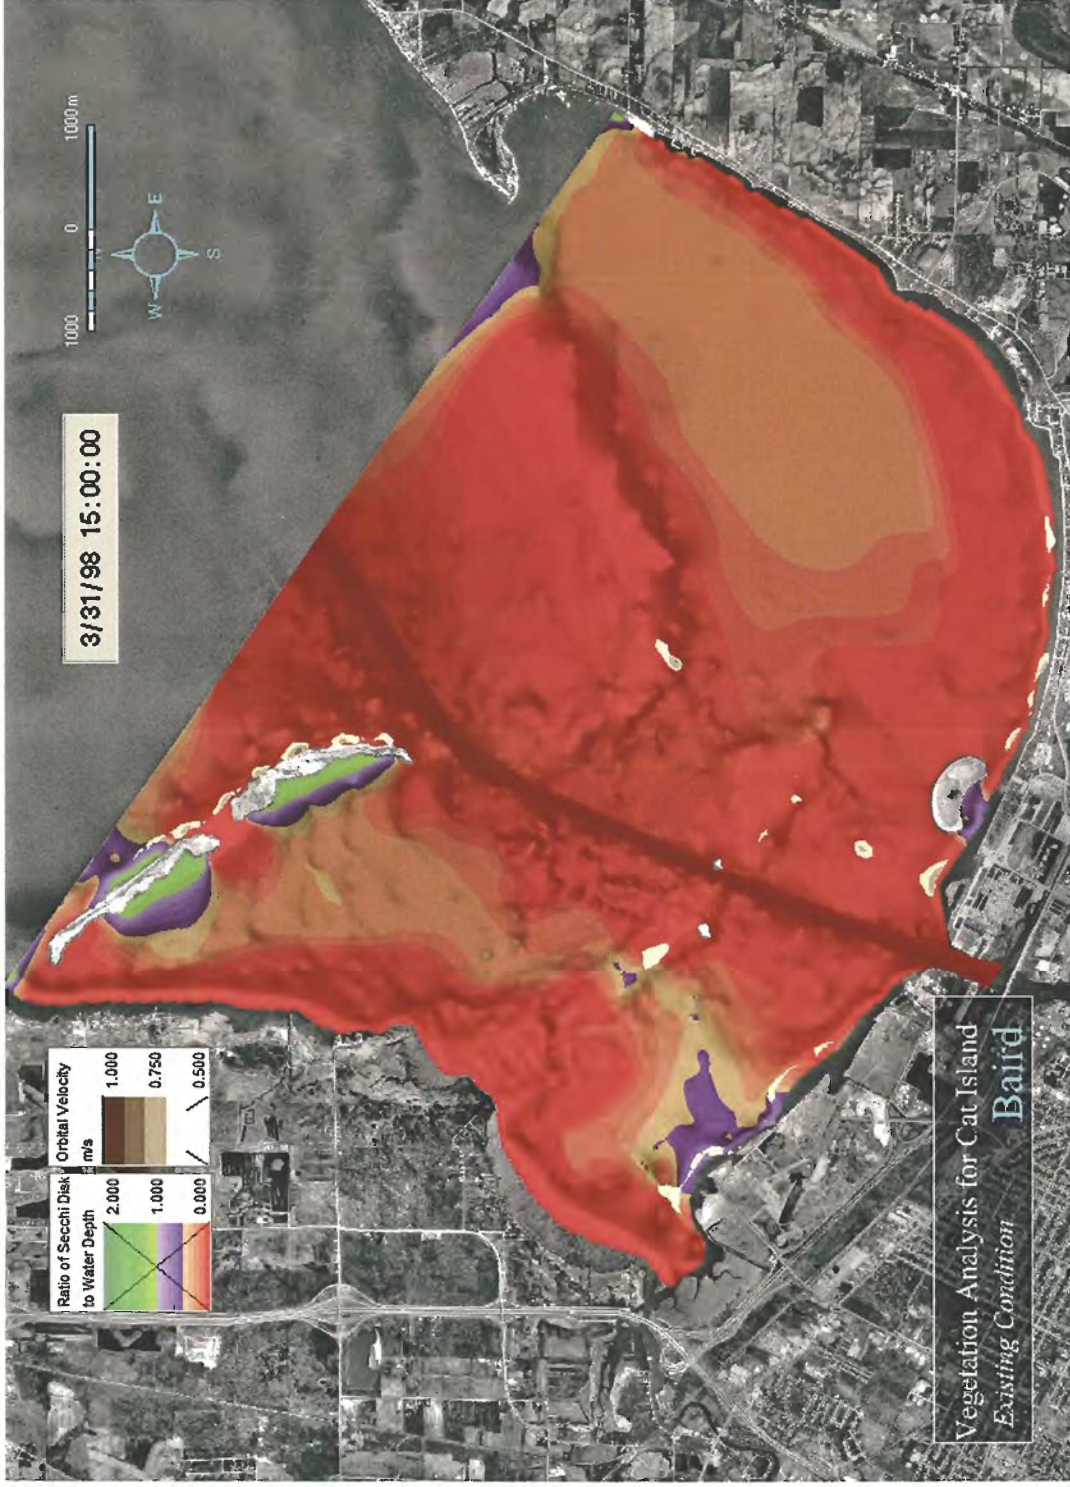 3/31/98 15:00:00
1000 0 1000 m
N
W E
S
Ratio of Secchi Disk
to Water Depth
2.000
1.000
0.000
Orbital Velocity
m/s
1.000
0.750
0.500
Vegetation Analysis for Cat Island
Existing Condition
Baird